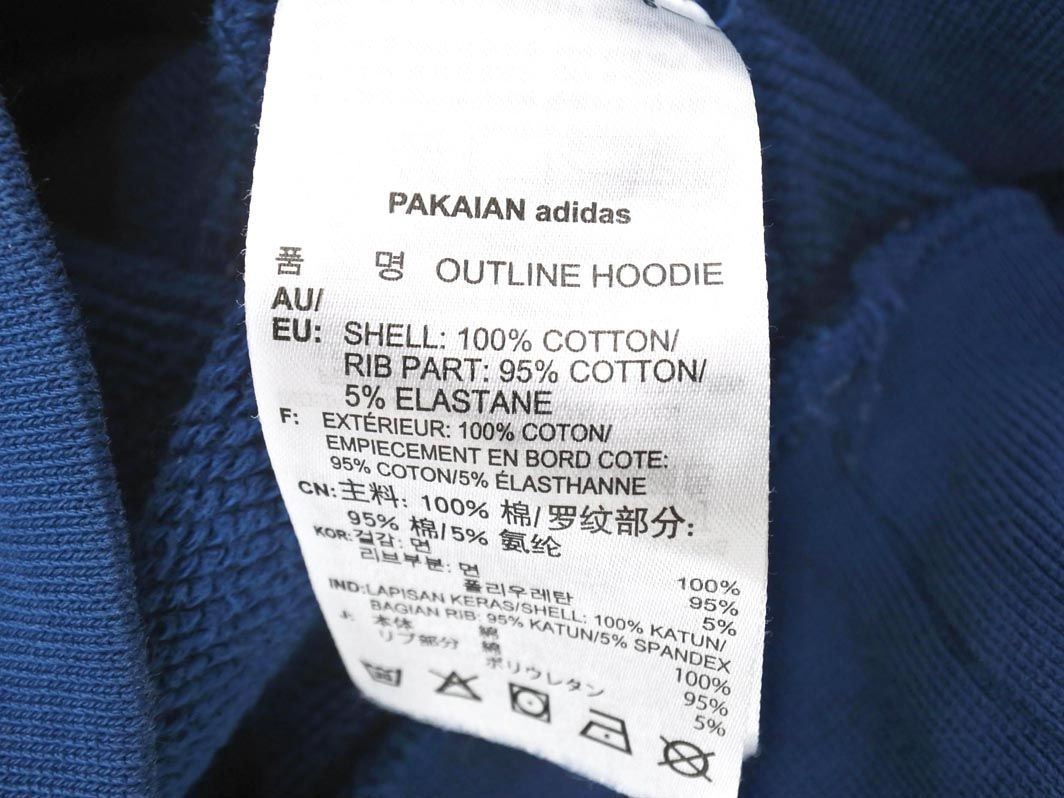 PAKAIAN adidas
품 명 OUTLINE HOODIE
AU/
EU: SHELL: 100% COTTON/
RIB PART: 95% COTTON/
5% ELASTANE
F: EXTÉRIEUR: 100% COTON/
EMPIECEMENT EN BORD COTE:
95% COTON/5% ÉLASTHANNE
CN: 主料: 100% 棉/ 罗纹部分:
95% 棉/5% 氨纶
KOR: 겉감: 면 100%
리브부분: 면 95%
폴리우레탄 5%
IND: LAPISAN KERAS/SHELL: 100% KATUN/
BAGIAN RIB: 95% KATUN/5% SPANDEX
J: 本体 綿 100%
リブ部分 綿 95%
ポリウレタン 5%